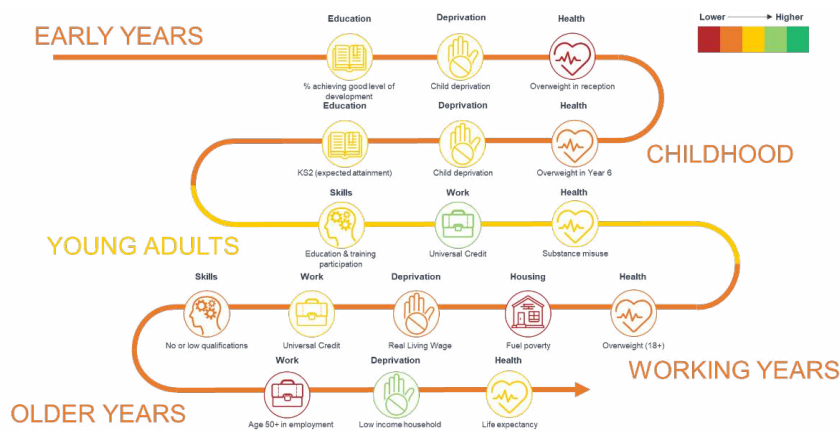 Lower Higher
EARLY YEARS
Education Deprivation Health
% achieving good level of
development
Child deprivation
Overweight in reception
Education Deprivation Health
KS2 (expected attainment) Child deprivation Overweight in Year 6
CHILDHOOD
Skills Work Health
YOUNG ADULTS
Education & training
participation
Universal Credit
Substance misuse
Skills Work Deprivation Housing Health
No or low qualifications Universal Credit Real Living Wage Fuel poverty Overweight (18+)
WORKING YEARS
Work Deprivation Health
OLDER YEARS
Age 50+ in employment Low income household Life expectancy